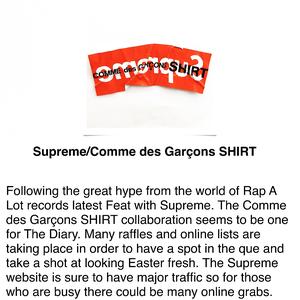 COMME des GARÇONS SHIRT
Supreme
Supreme/Comme des Garçons SHIRT
Following the great hype from the world of Rap A
Lot records latest Feat with Supreme. The Comme
des Garçons SHIRT collaboration seems to be one
for The Diary. Many raffles and online lists are
taking place in order to have a spot in the que and
take a shot at looking Easter fresh. The Supreme
website is sure to have major traffic so for those
who are busy there could be many online grabs.